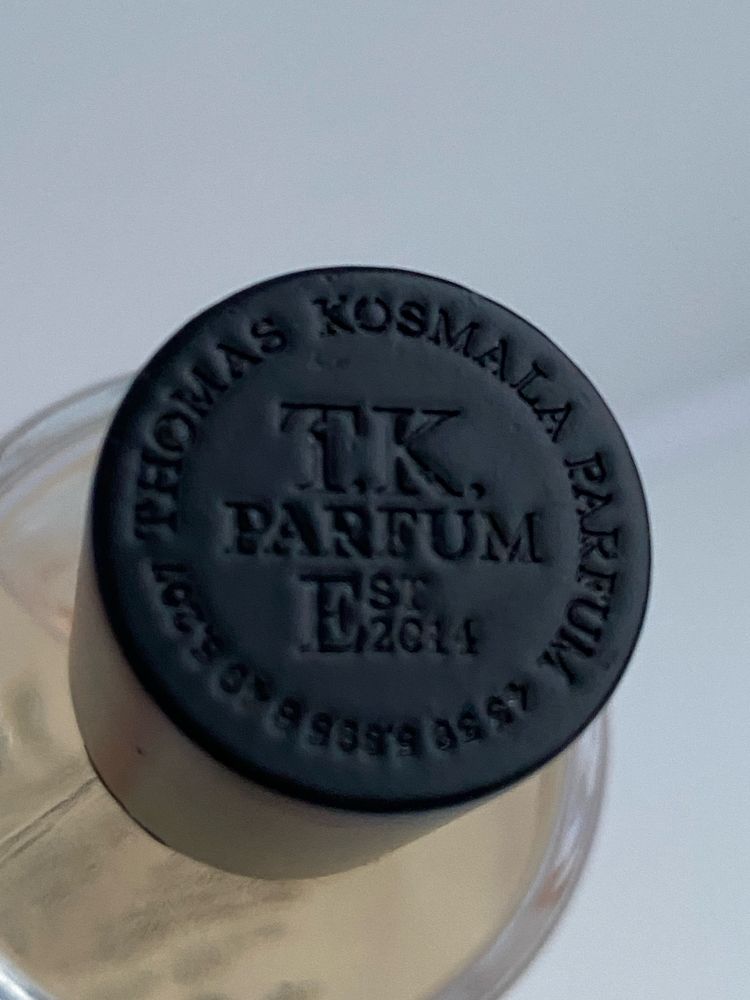 THOMAS KOSMALA PARFUM
T.K.
PARFUM
EST
2014